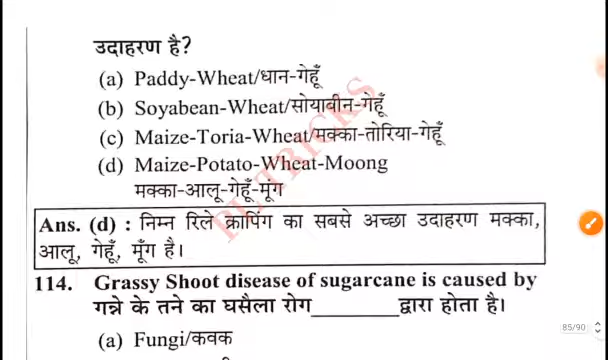 उदाहरण है?
(a) Paddy-Wheat/धान-गेहूँ
(b) Soyabean-Wheat/सोयाबीन-गेहूँ
(c) Maize-Toria-Wheat/मक्का-तोरिया-गेहूँ
(d) Maize-Potato-Wheat-Moong
मक्का-आलू-गेहूँ-मूंग
Ans. (d) : निम्न रिले क्रापिंग का सबसे अच्छा उदाहरण मक्का,
आलू, गेहूँ, मूँग है।
114. Grassy Shoot disease of sugarcane is caused by
गन्ने के तने का घसैला रोग________द्वारा होता है।
(a) Fungi/कवक
85/90